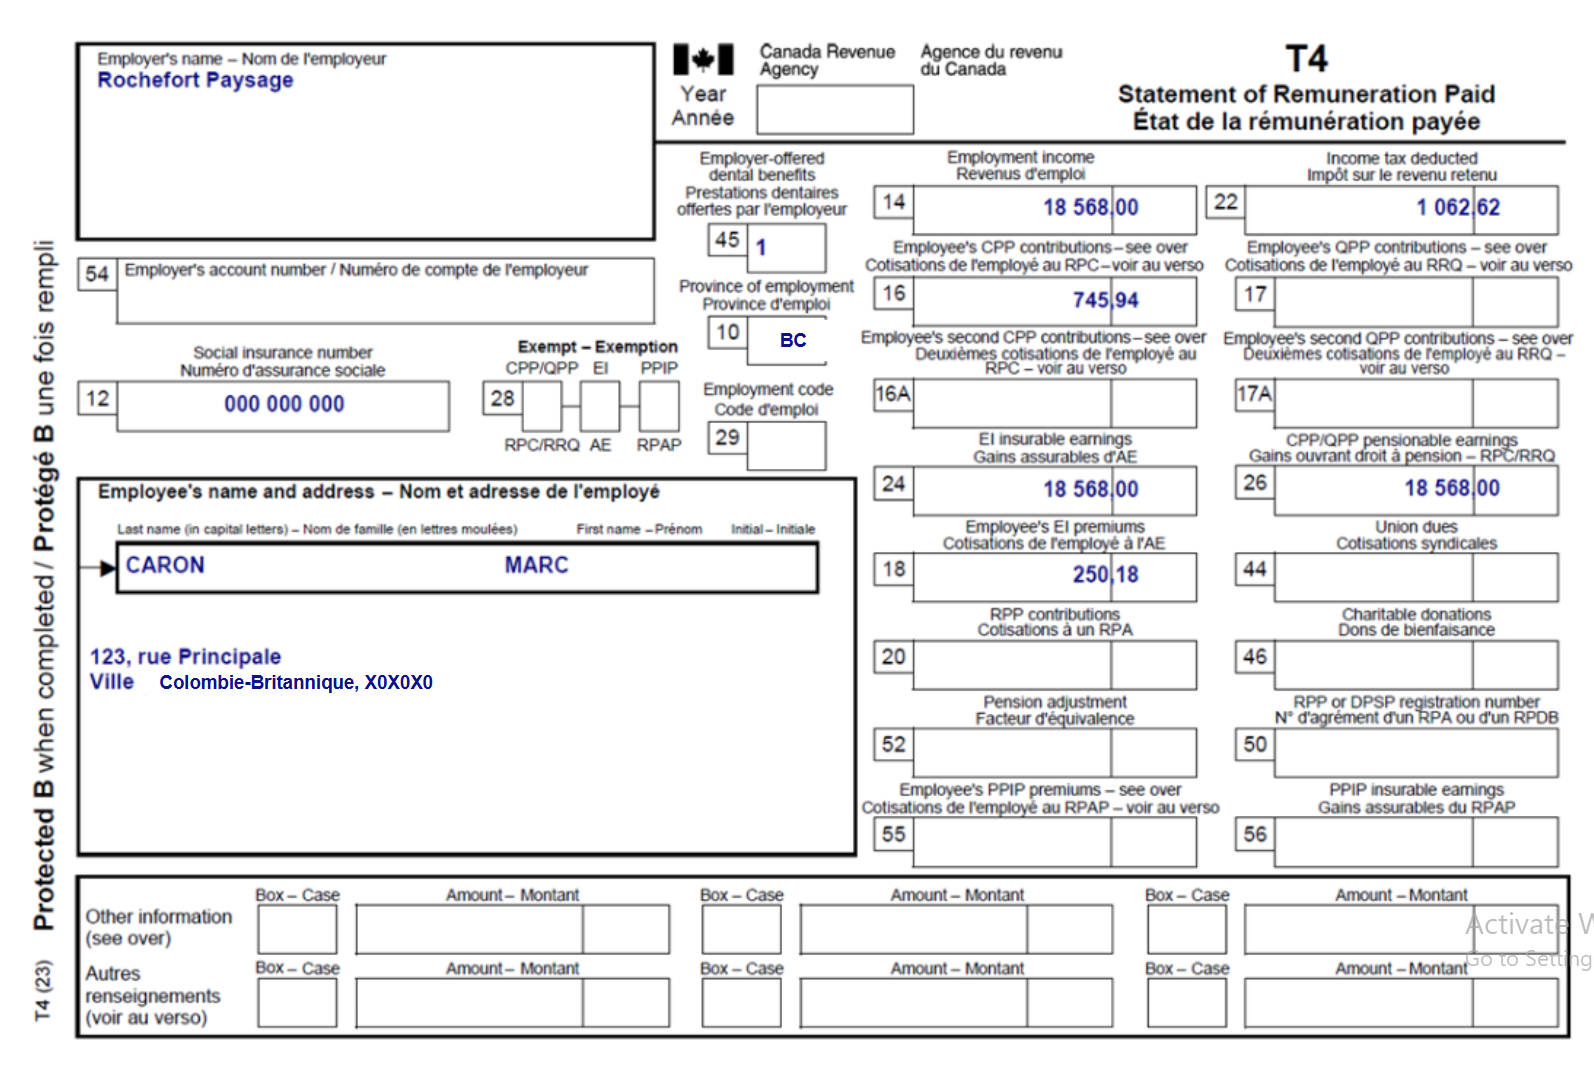 Employer's name – Nom de l'employeur
Rochefort Paysage
Canada Revenue
Agency
Agence du revenu
du Canada
Year
Année
T4
Statement of Remuneration Paid
État de la rémunération payée
Employer-offered
dental benefits
Prestations dentaires
offertes par l'employeur
45 1
Employment income
Revenus d'emploi
14 18 568,00
Income tax deducted
Impôt sur le revenu retenu
22 1 062,62
54 Employer's account number / Numéro de compte de l'employeur
Province of employment
Province d'emploi
10 BC
Employee's CPP contributions – see over
Cotisations de l'employé au RPC – voir au verso
16 745,94
Employee's QPP contributions – see over
Cotisations de l'employé au RRQ – voir au verso
17
Social insurance number
Numéro d'assurance sociale
12 000 000 000
Exempt – Exemption
CPP/QPP EI PPIP
28
RPC/RRQ AE RPAP
Employment code
Code d'emploi
29
Employee's second CPP contributions – see over
Deuxièmes cotisations de l'employé au
RPC – voir au verso
16A
Employee's second QPP contributions – see over
Deuxièmes cotisations de l'employé au RRQ –
voir au verso
17A
EI insurable earnings
Gains assurables d'AE
24 18 568,00
CPP/QPP pensionable earnings
Gains ouvrant droit à pension – RPC/RRQ
26 18 568,00
Employee's name and address – Nom et adresse de l'employé
Last name (in capital letters) – Nom de famille (en lettres moulées) First name – Prénom Initial – Initiale
CARON MARC
123, rue Principale
Ville Colombie-Britannique, X0X0X0
Employee's EI premiums
Cotisations de l'employé à l'AE
18 250,18
Union dues
Cotisations syndicales
44
RPP contributions
Cotisations à un RPA
20
Charitable donations
Dons de bienfaisance
46
Pension adjustment
Facteur d'équivalence
52
RPP or DPSP registration number
N° d'agrément d'un RPA ou d'un RPDB
50
Employee's PPIP premiums – see over
Cotisations de l'employé au RPAP – voir au verso
55
PPIP insurable earnings
Gains assurables du RPAP
56
Other information
(see over)
Box – Case Amount – Montant Box – Case Amount – Montant Box – Case Amount – Montant
Autres
renseignements
(voir au verso)
Box – Case Amount – Montant Box – Case Amount – Montant Box – Case Amount – Montant
T4 (23) Protected B when completed / Protégé B une fois rempli
Activate W
Go to Setting